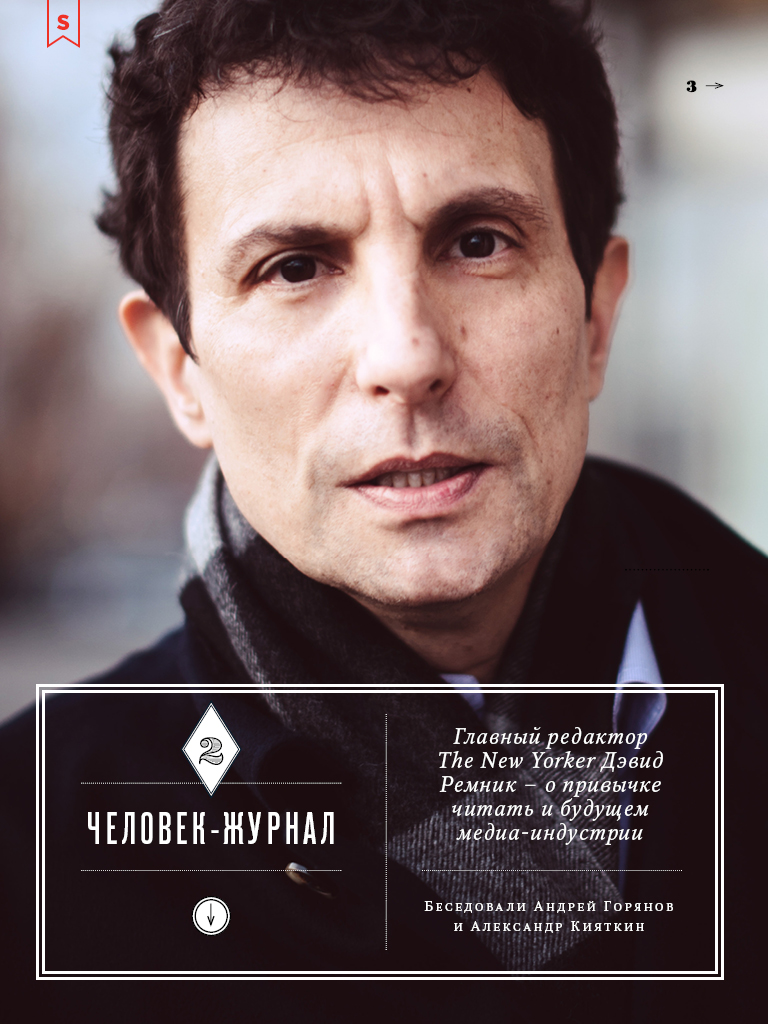 S
3 →
2
ЧЕЛОВЕК-ЖУРНАЛ
Главный редактор
The New Yorker Дэвид
Ремник – о привычке
читать и будущем
медиа-индустрии
Беседовали Андрей Горянов
и Александр Кияткин